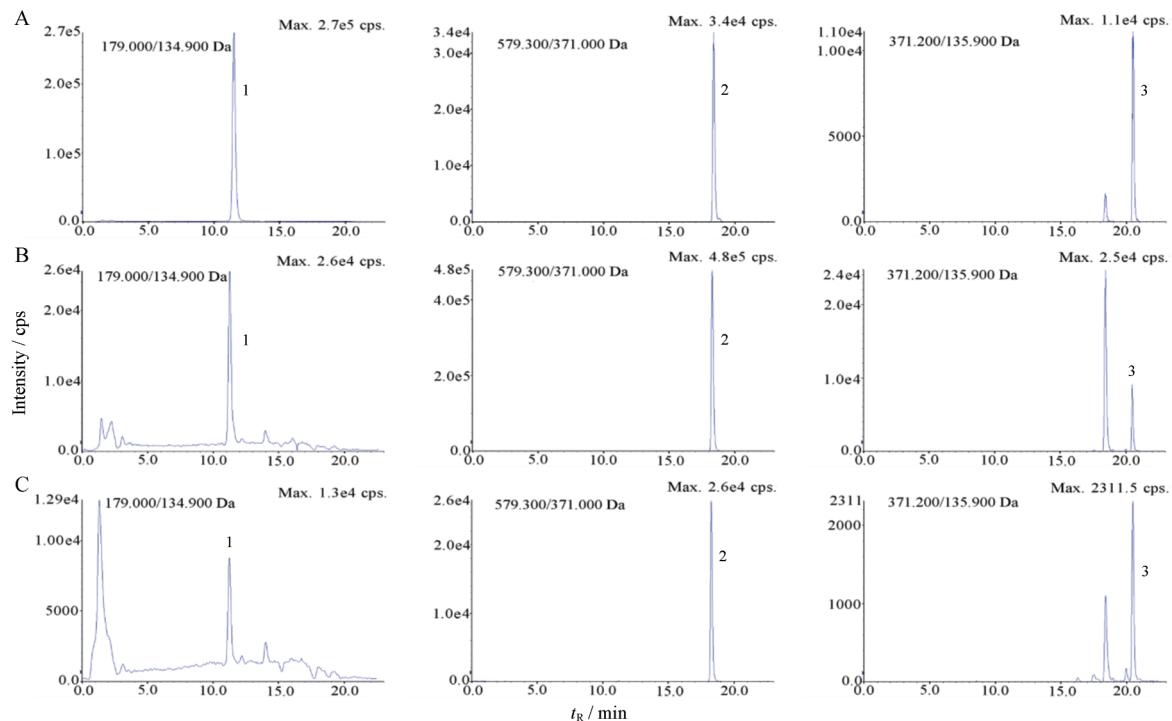 A
Max. 2.7e5 cps.
Max. 3.4e4 cps.
Max. 1.1e4 cps.
2.7e5
2.0e5
1.0e5
0.0
179.000/134.900 Da
1
0.0 5.0 10.0 15.0 20.0
3.4e4
3.0e4
2.0e4
1.0e4
0.0
579.300/371.000 Da
2
0.0 5.0 10.0 15.0 20.0
1.10e4
1.00e4
5000
0.0
371.200/135.900 Da
3
0.0 5.0 10.0 15.0 20.0
B
Max. 2.6e4 cps.
Max. 4.8e5 cps.
Max. 2.5e4 cps.
2.6e4
2.0e4
1.0e4
0.0
179.000/134.900 Da
1
0.0 5.0 10.0 15.0 20.0
4.8e5
4.0e5
2.0e5
0.0
579.300/371.000 Da
2
0.0 5.0 10.0 15.0 20.0
2.4e4
2.0e4
1.0e4
0.0
371.200/135.900 Da
3
0.0 5.0 10.0 15.0 20.0
Intensity / cps
C
Max. 1.3e4 cps.
Max. 2.6e4 cps.
Max. 2311.5 cps.
1.29e4
1.00e4
5000
0.0
179.000/134.900 Da
1
0.0 5.0 10.0 15.0 20.0
2.6e4
2.0e4
1.0e4
0.0
579.300/371.000 Da
2
0.0 5.0 10.0 15.0 20.0
2311
2000
1000
0
371.200/135.900 Da
3
0.0 5.0 10.0 15.0 20.0
tR / min